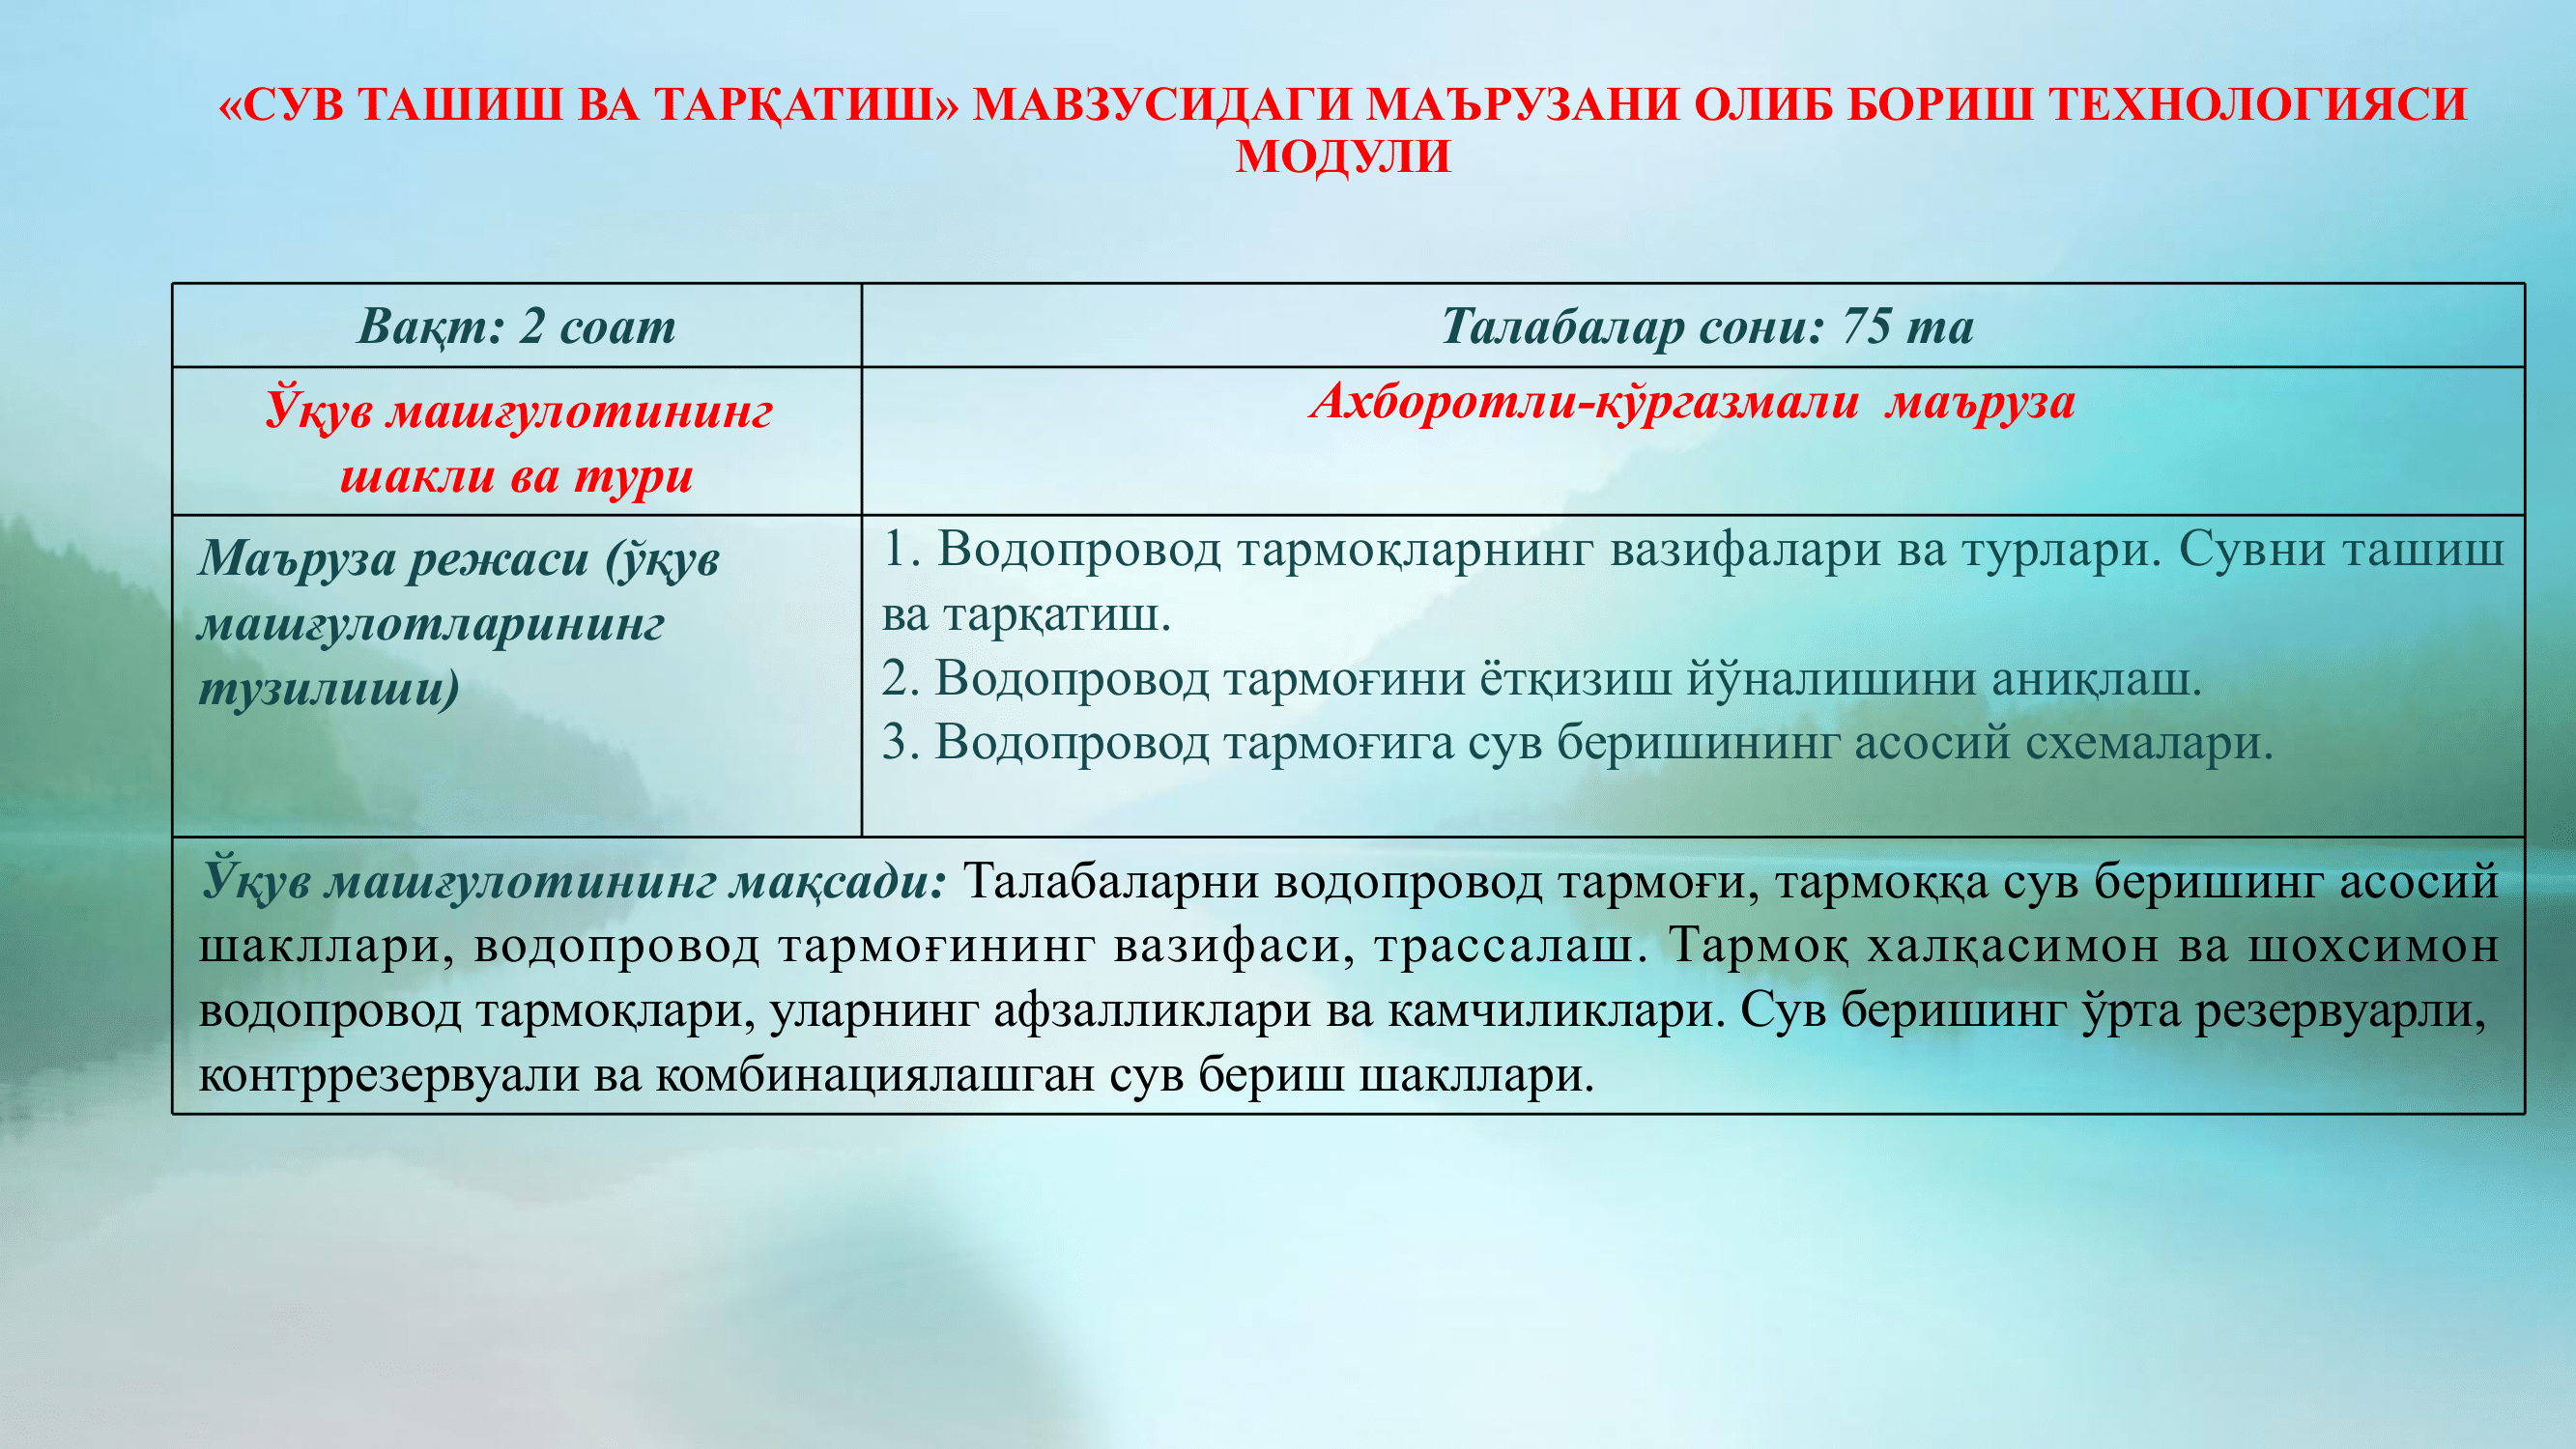 «СУВ ТАШИШ ВА ТАРҚАТИШ» МАВЗУСИДАГИ МАЪРУЗАНИ ОЛИБ БОРИШ ТЕХНОЛОГИЯСИ
МОДУЛИ
Вақт: 2 соат
Талабалар сони: 75 та
Ўқув машғулотининг
шакли ва тури
Ахборотли-кўргазмали маъруза
Маъруза режаси (ўқув
машғулотларининг
тузилиши)
1. Водопровод тармоқларнинг вазифалари ва турлари. Сувни ташиш
ва тарқатиш.
2. Водопровод тармоғини ётқизиш йўналишини аниқлаш.
3. Водопровод тармоғига сув беришининг асосий схемалари.
Ўқув машғулотининг мақсади: Талабаларни водопровод тармоғи, тармоққа сув беришинг асосий
шакллари, водопровод тармоғининг вазифаси, трассалаш. Тармоқ халқасимон ва шохсимон
водопровод тармоқлари, уларнинг афзалликлари ва камчиликлари. Сув беришинг ўрта резервуарли,
контррезервуали ва комбинациялашган сув бериш шакллари.